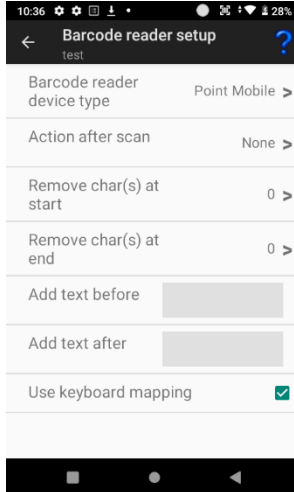 10:36 28%
Barcode reader setup ?
test
Barcode reader
device type Point Mobile >
Action after scan None >
Remove char(s) at
start 0 >
Remove char(s) at
end 0 >
Add text before
Add text after
Use keyboard mapping